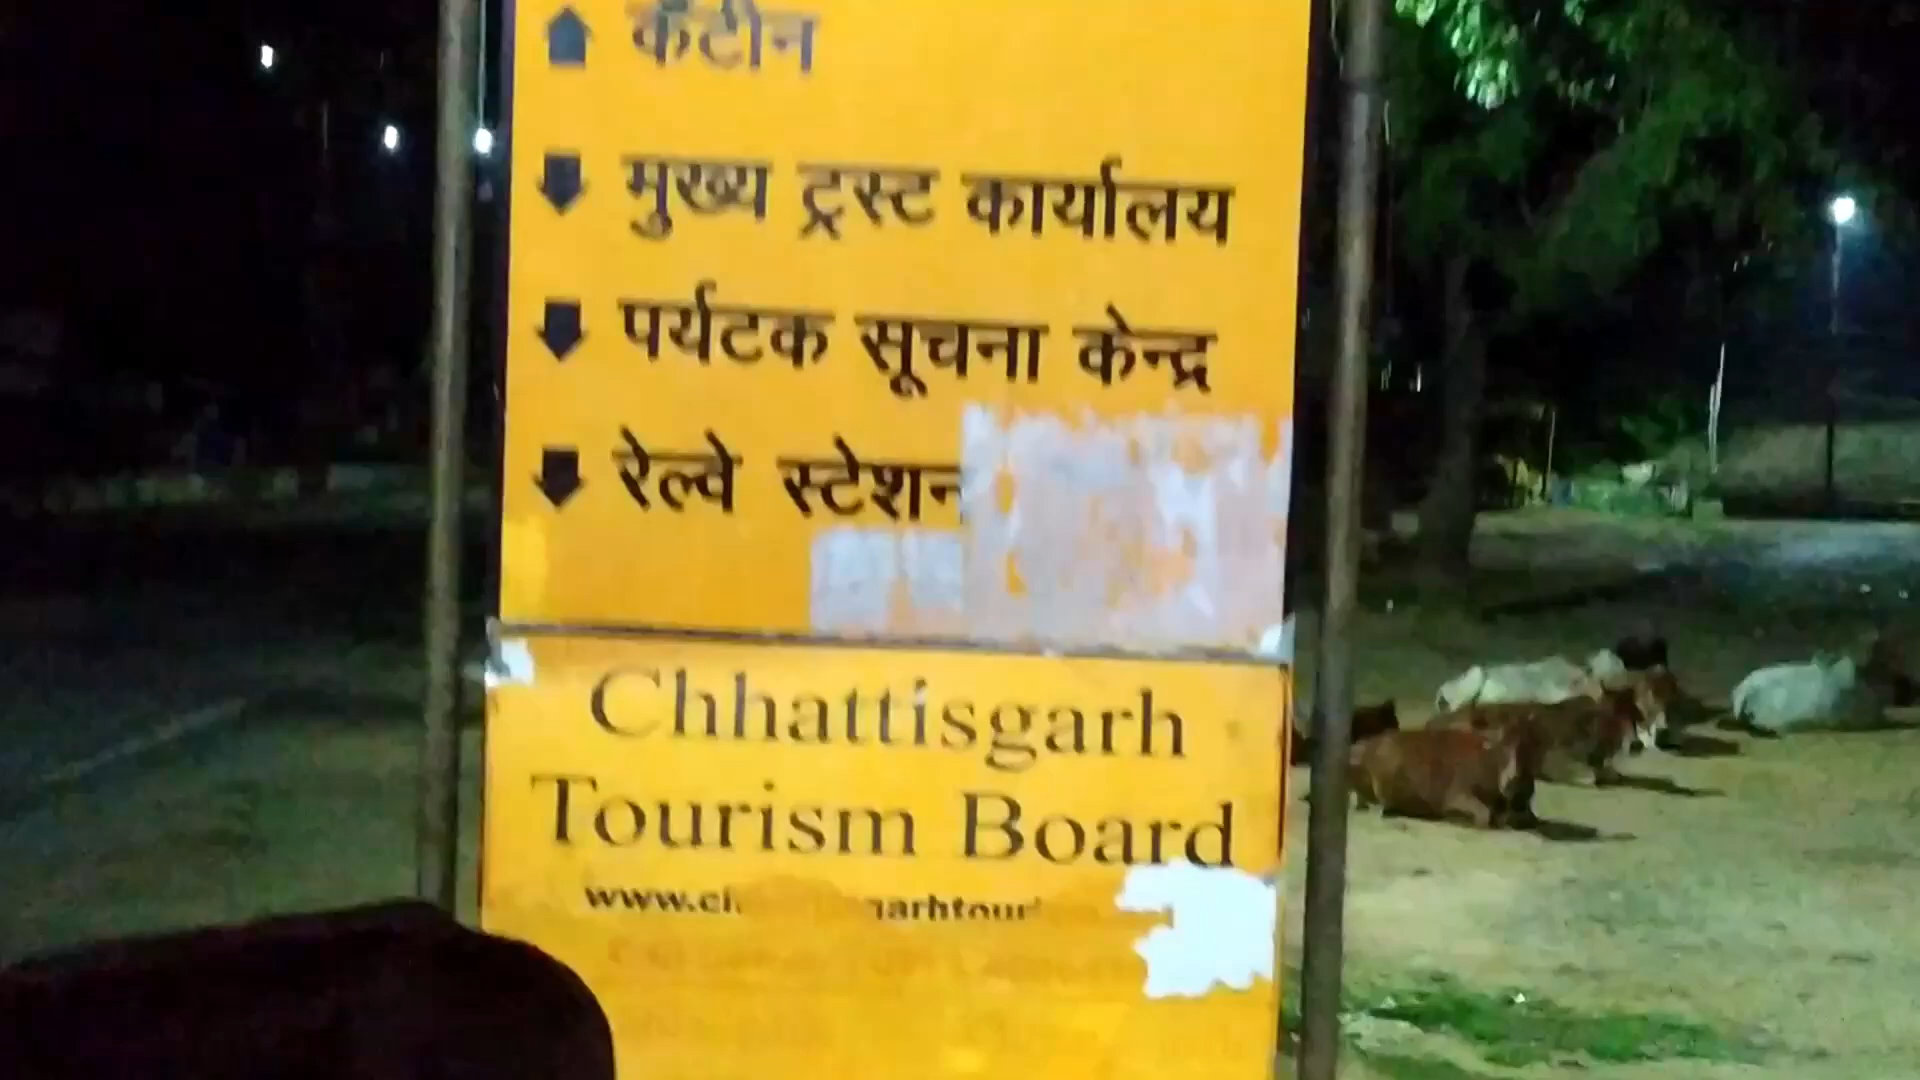 कैंटीन
मुख्य ट्रस्ट कार्यालय
पर्यटक सूचना केन्द्र
रेल्वे स्टेशन
Chhattisgarh
Tourism Board